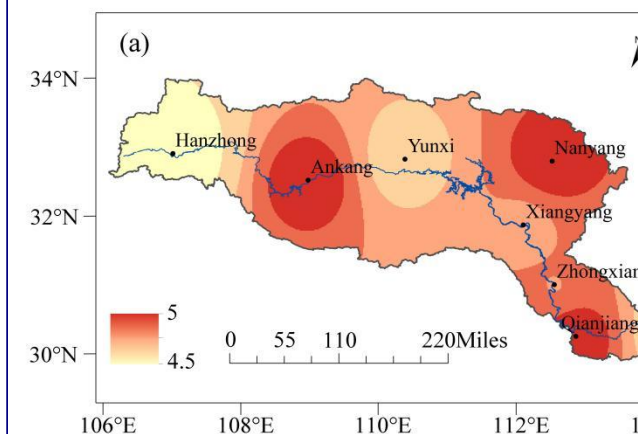 (a)
34°N
Hanzhong
Yunxi
Nanyang
Ankang
32°N
Xiangyang
Zhongxian
Qianjiang
5
4.5
0 55 110 220Miles
30°N
106°E 108°E 110°E 112°E